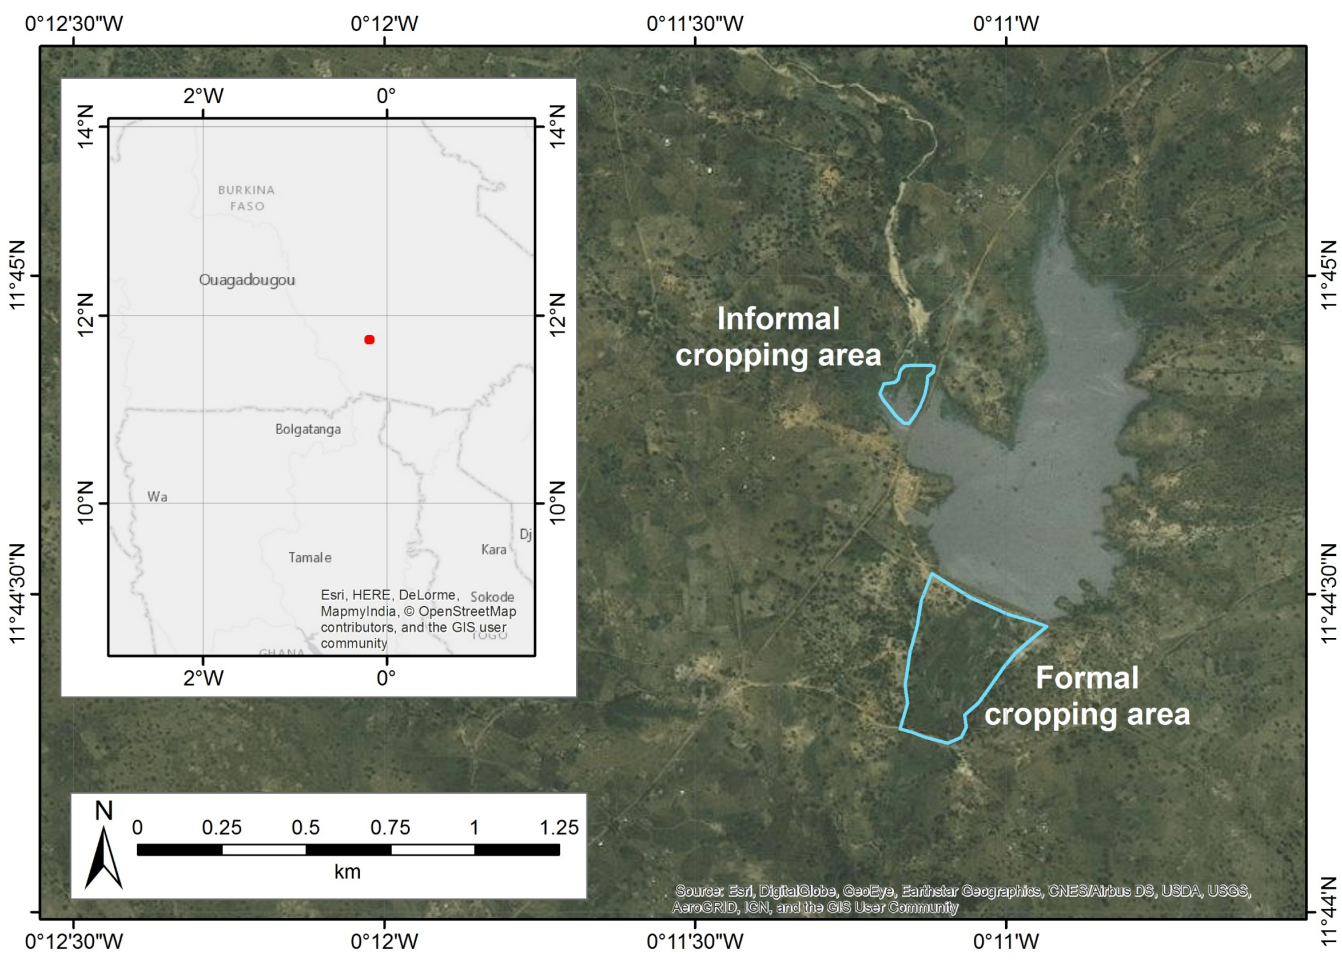 0°12'30"W 0°12'W 0°11'30"W 0°11'W
2°W 0°
14°N 14°N
BURKINA
FASO
11°45'N 11°45'N
Ouagadougou
12°N 12°N
Informal
cropping area
Bolgatanga
10°N 10°N
Wa
Dj
Kara
Tamale
11°44'30"N 11°44'30"N
Esri, HERE, DeLorme,
MapmyIndia, © OpenStreetMap
contributors, and the GIS user
community
Sokode
TOGO
GHANA
2°W 0°
Formal
cropping area
N
0 0.25 0.5 0.75 1 1.25
km
Source: Esri, DigitalGlobe, GeoEye, Earthstar Geographics, CNES/Airbus DS, USDA, USGS,
AeroGRID, IGN, and the GIS User Community
11°44'N
0°12'30"W 0°12'W 0°11'30"W 0°11'W